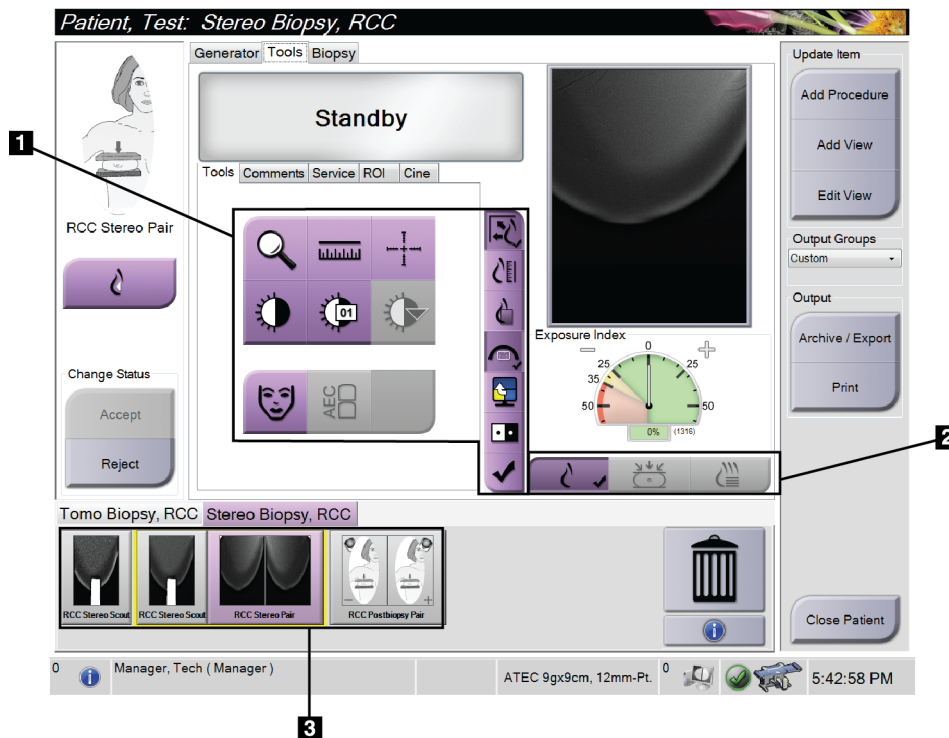 Patient, Test: Stereo Biopsy, RCC
Generator Tools Biopsy
Standby
Tools Comments Service ROI Cine
1
RCC Stereo Pair
01
AEC
Change Status
Accept
Reject
Exposure Index
0
25 25
35
50 50
0% (1316)
2
Update Item
Add Procedure
Add View
Edit View
Output Groups
Custom
Output
Archive / Export
Print
Tomo Biopsy, RCC Stereo Biopsy, RCC
RCC Stereo Scout RCC Stereo Scout RCC Stereo Pair RCC Postbiopsy Pair
Close Patient
0 Manager, Tech ( Manager ) ATEC 9gx9cm, 12mm-Pt. 0 5:42:58 PM
3